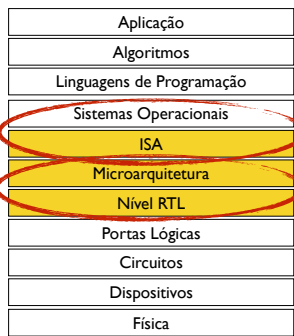 Aplicação
Algoritmos
Linguagens de Programação
Sistemas Operacionais
ISA
Microarquitetura
Nível RTL
Portas Lógicas
Circuitos
Dispositivos
Física